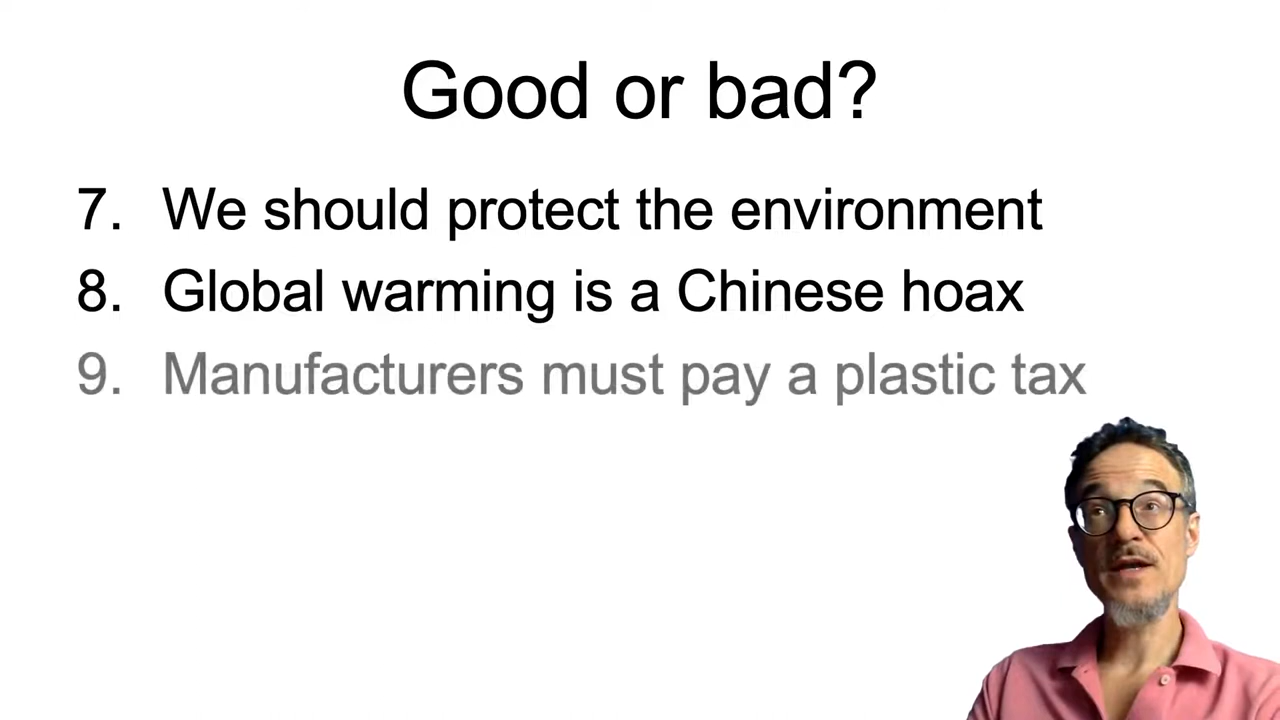 Good or bad?
7. We should protect the environment
8. Global warming is a Chinese hoax
9. Manufacturers must pay a plastic tax